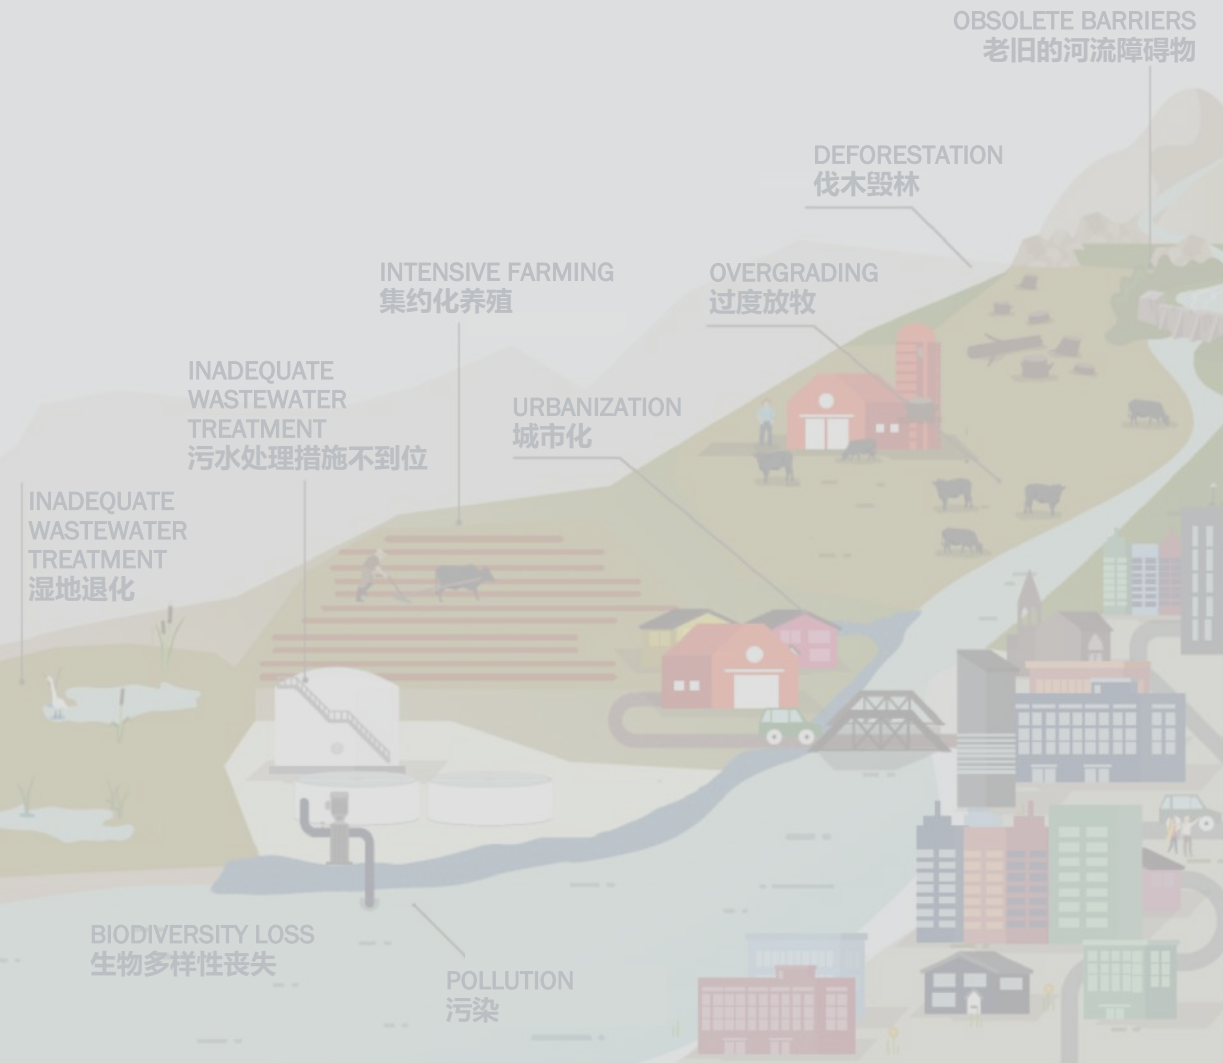 OBSOLETE BARRIERS
老旧的河流障碍物
DEFORESTATION
伐木毁林
INTENSIVE FARMING
集约化养殖
OVERGRADING
过度放牧
INADEQUATE
WASTEWATER
TREATMENT
污水处理措施不到位
URBANIZATION
城市化
INADEQUATE
WASTEWATER
TREATMENT
湿地退化
BIODIVERSITY LOSS
生物多样性丧失
POLLUTION
污染